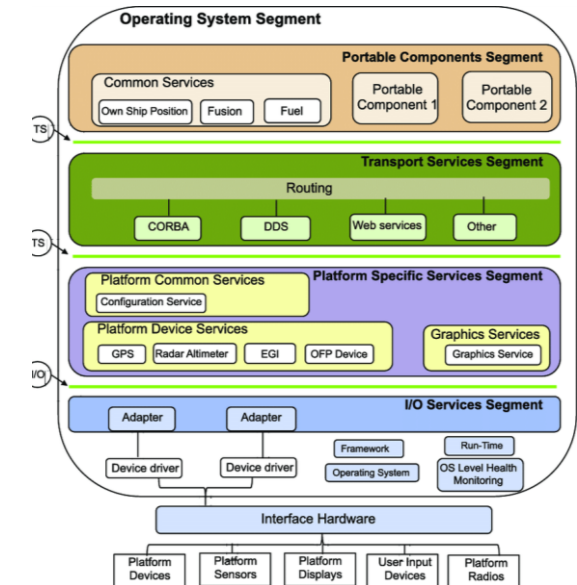 Operating System Segment
Portable Components Segment
Common Services
Own Ship Position
Fusion
Fuel
Portable
Component 1
Portable
Component 2
TS
Transport Services Segment
Routing
CORBA
DDS
Web services
Other
TS
Platform Specific Services Segment
Platform Common Services
Configuration Service
Platform Device Services
GPS
Radar Altimeter
EGI
OFP Device
Graphics Services
Graphics Service
I/O
I/O Services Segment
Adapter
Adapter
Device driver
Device driver
Framework
Run-Time
Operating System
OS Level Health
Monitoring
Interface Hardware
Platform
Devices
Platform
Sensors
Platform
Displays
User Input
Devices
Platform
Radios